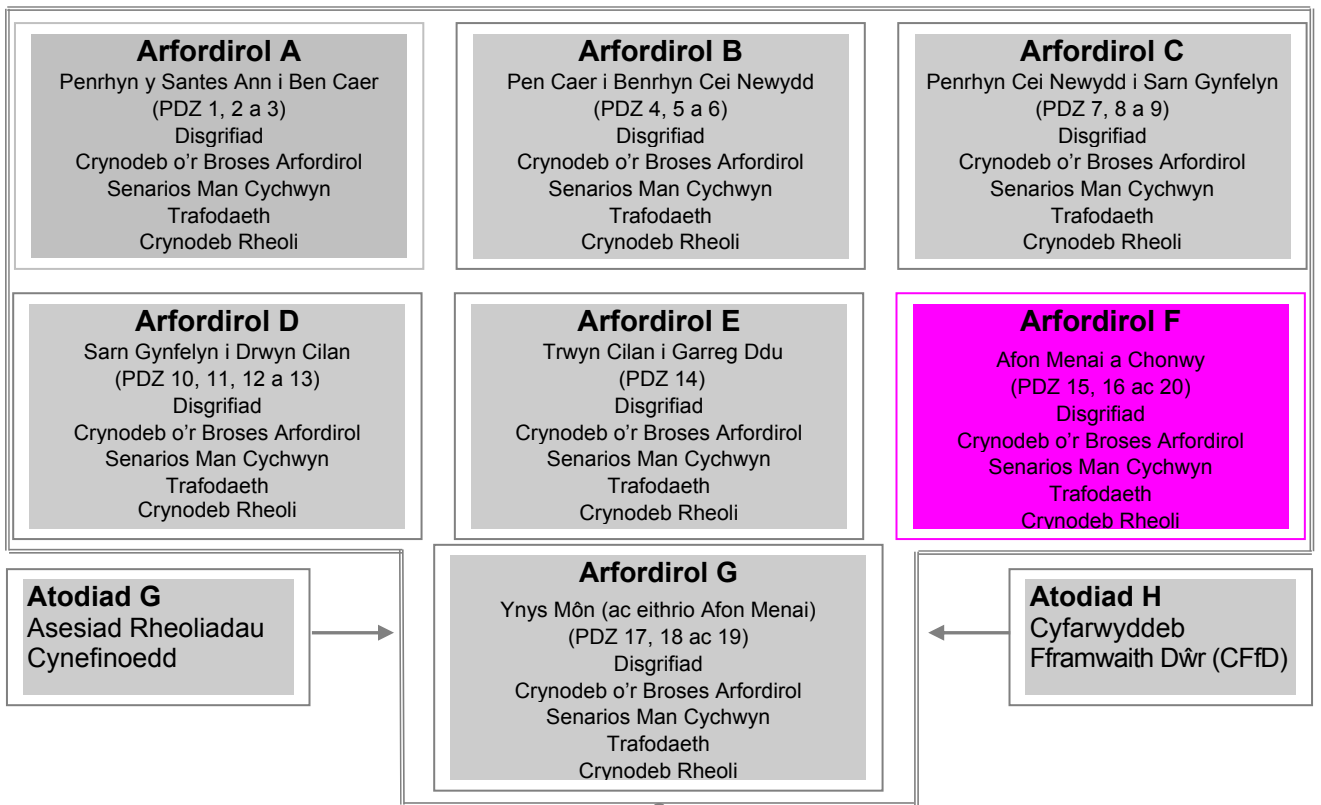 Arfordirol A
Penrhyn y Santes Ann i Ben Caer
(PDZ 1, 2 a 3)
Disgrifiad
Crynodeb o'r Broses Arfordirol
Senarios Man Cychwyn
Trafodaeth
Crynodeb Rheoli
Arfordirol B
Pen Caer i Benrhyn Cei Newydd
(PDZ 4, 5 a 6)
Disgrifiad
Crynodeb o'r Broses Arfordirol
Senarios Man Cychwyn
Trafodaeth
Crynodeb Rheoli
Arfordirol C
Penrhyn Cei Newydd i Sarn Gynfelyn
(PDZ 7, 8 a 9)
Disgrifiad
Crynodeb o'r Broses Arfordirol
Senarios Man Cychwyn
Trafodaeth
Crynodeb Rheoli
Arfordirol D
Sarn Gynfelyn i Drwyn Cilan
(PDZ 10, 11, 12 a 13)
Disgrifiad
Crynodeb o'r Broses Arfordirol
Senarios Man Cychwyn
Trafodaeth
Crynodeb Rheoli
Arfordirol E
Trwyn Cilan i Garreg Ddu
(PDZ 14)
Disgrifiad
Crynodeb o'r Broses Arfordirol
Senarios Man Cychwyn
Trafodaeth
Crynodeb Rheoli
Arfordirol F
Afon Menai a Chonwy
(PDZ 15, 16 ac 20)
Disgrifiad
Crynodeb o'r Broses Arfordirol
Senarios Man Cychwyn
Trafodaeth
Crynodeb Rheoli
Atodiad G
Asesiad Rheoliadau
Cynefinoedd
Arfordirol G
Ynys Môn (ac eithrio Afon Menai)
(PDZ 17, 18 ac 19)
Disgrifiad
Crynodeb o'r Broses Arfordirol
Senarios Man Cychwyn
Trafodaeth
Crynodeb Rheoli
Atodiad H
Cyfarwyddeb
Fframwaith Dŵr (CFfD)